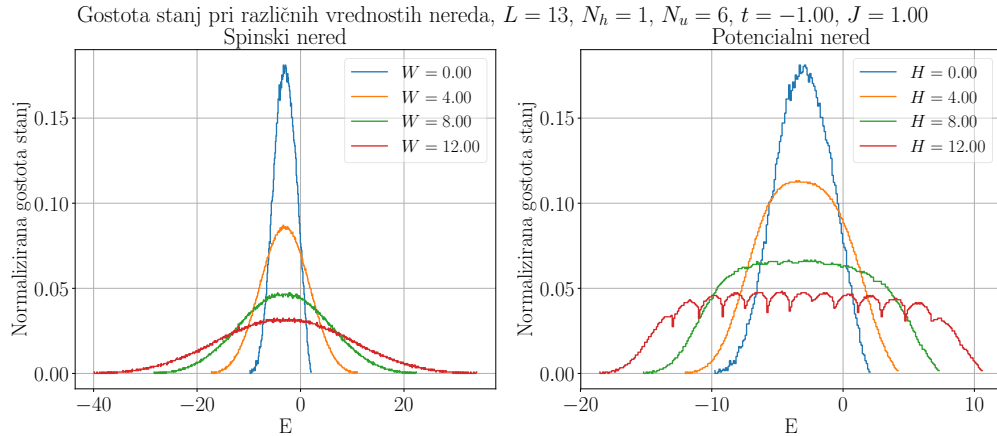 Gostota stanj pri različnih vrednostih nereda, L = 13, N_h = 1, N_u = 6, t = −1.00, J = 1.00
Spinski nered
Normalizirana gostota stanj
0.15
0.10
0.05
0.00
W = 0.00
W = 4.00
W = 8.00
W = 12.00
−40
−20
0
20
E
Potencialni nered
Normalizirana gostota stanj
0.15
0.10
0.05
0.00
H = 0.00
H = 4.00
H = 8.00
H = 12.00
−20
−10
0
10
E